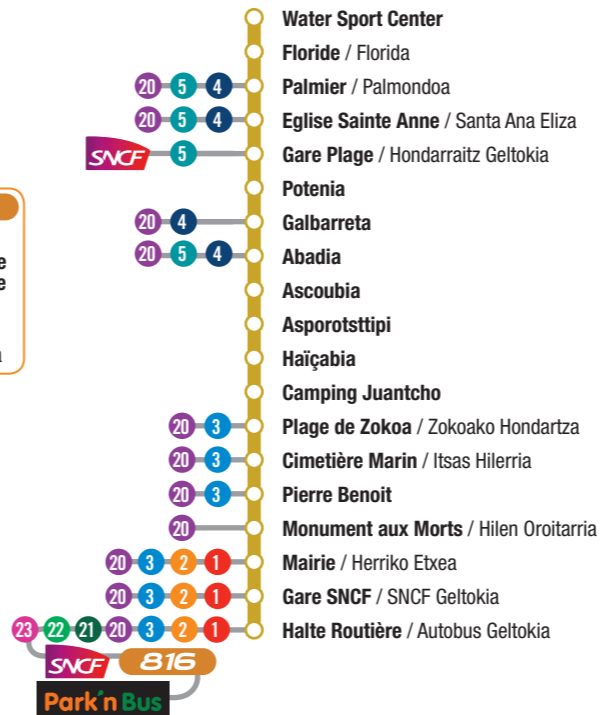 Water Sport Center
Floride / Florida
20 5 4 Palmier / Palmondoa
20 5 4 Eglise Sainte Anne / Santa Ana Eliza
SNCF 5 Gare Plage / Hondarraitz Geltokia
Potenia
20 4 Galbarreta
20 5 4 Abadia
Ascoubia
Asporotsttipi
Haïçabia
Camping Juantcho
20 3 Plage de Zokoa / Zokoako Hondartza
20 3 Cimetière Marin / Itsas Hilerria
20 3 Pierre Benoit
20 Monument aux Morts / Hilen Oroitarria
20 3 2 1 Mairie / Herriko Etxea
20 3 2 1 Gare SNCF / SNCF Geltokia
23 22 21 20 3 2 1 Halte Routière / Autobus Geltokia
SNCF 816
Park'n Bus